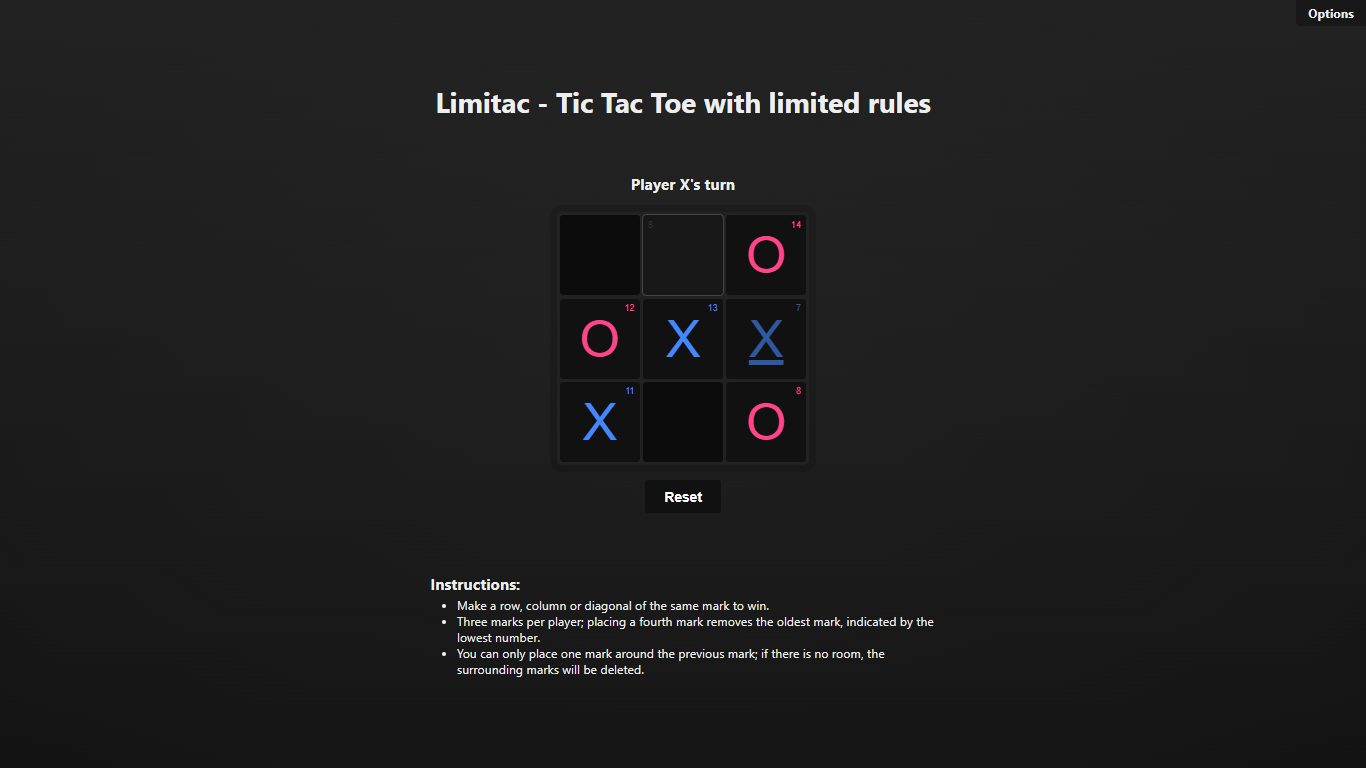 Options
Limitac - Tic Tac Toe with limited rules
Player X's turn
5 14
O
12 13 7
O X X
11 8
X O
Reset
Instructions:
• Make a row, column or diagonal of the same mark to win.
• Three marks per player; placing a fourth mark removes the oldest mark, indicated by the
lowest number.
• You can only place one mark around the previous mark; if there is no room, the
surrounding marks will be deleted.